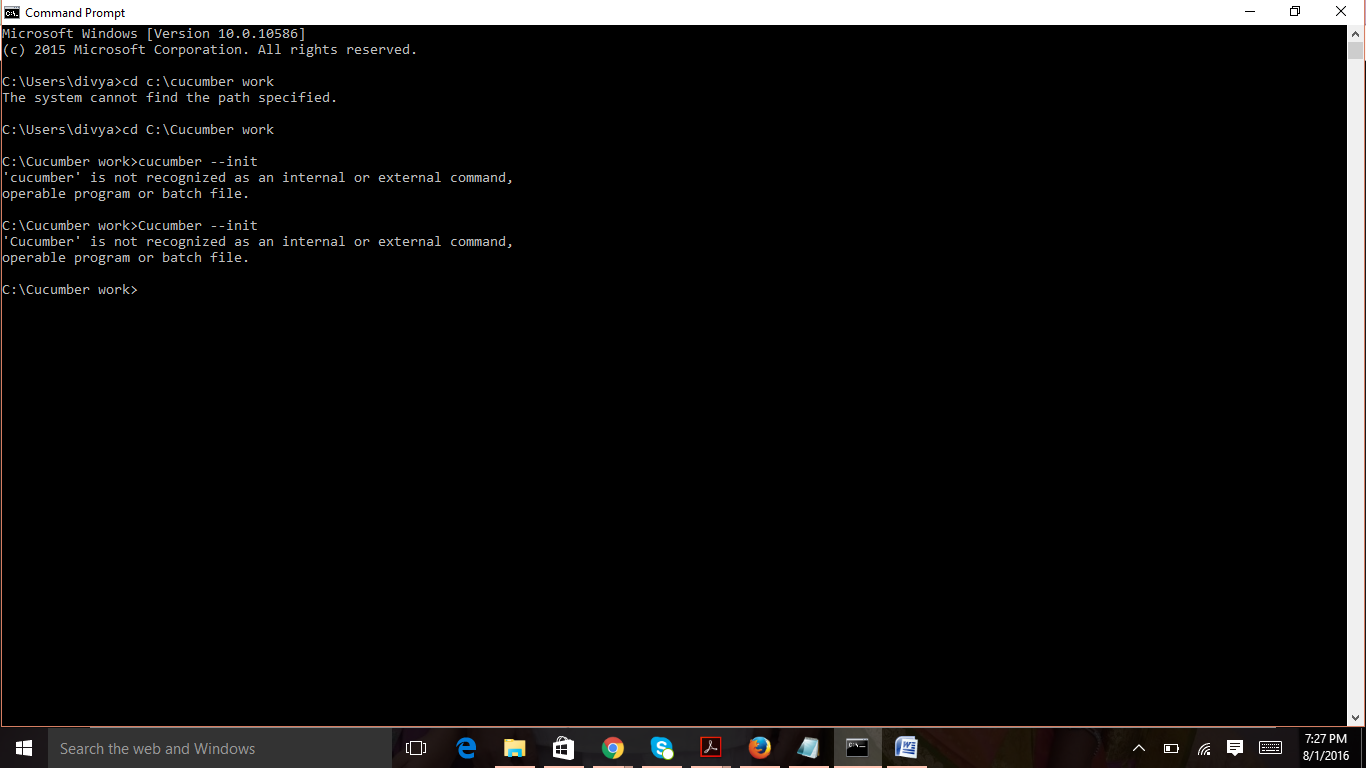 Command Prompt
Microsoft Windows [Version 10.0.10586]
(c) 2015 Microsoft Corporation. All rights reserved.
C:\Users\divya>cd c:\cucumber work
The system cannot find the path specified.
C:\Users\divya>cd C:\Cucumber work
C:\Cucumber work>cucumber --init
'cucumber' is not recognized as an internal or external command,
operable program or batch file.
C:\Cucumber work>Cucumber --init
'Cucumber' is not recognized as an internal or external command,
operable program or batch file.
C:\Cucumber work>
Search the web and Windows
7:27 PM
8/1/2016